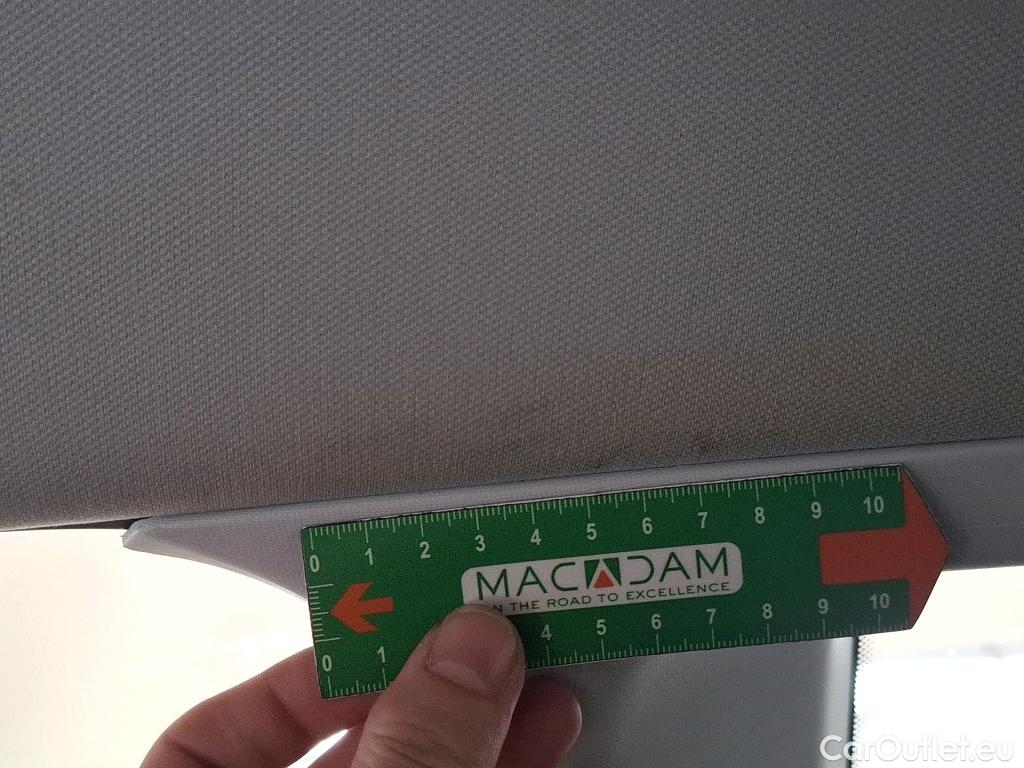 0 1 2 3 4 5 6 7 8 9 10
MACADAM
N THE ROAD TO EXCELLENCE
0 1 4 5 6 7 8 9 10
CarOutlet.eu